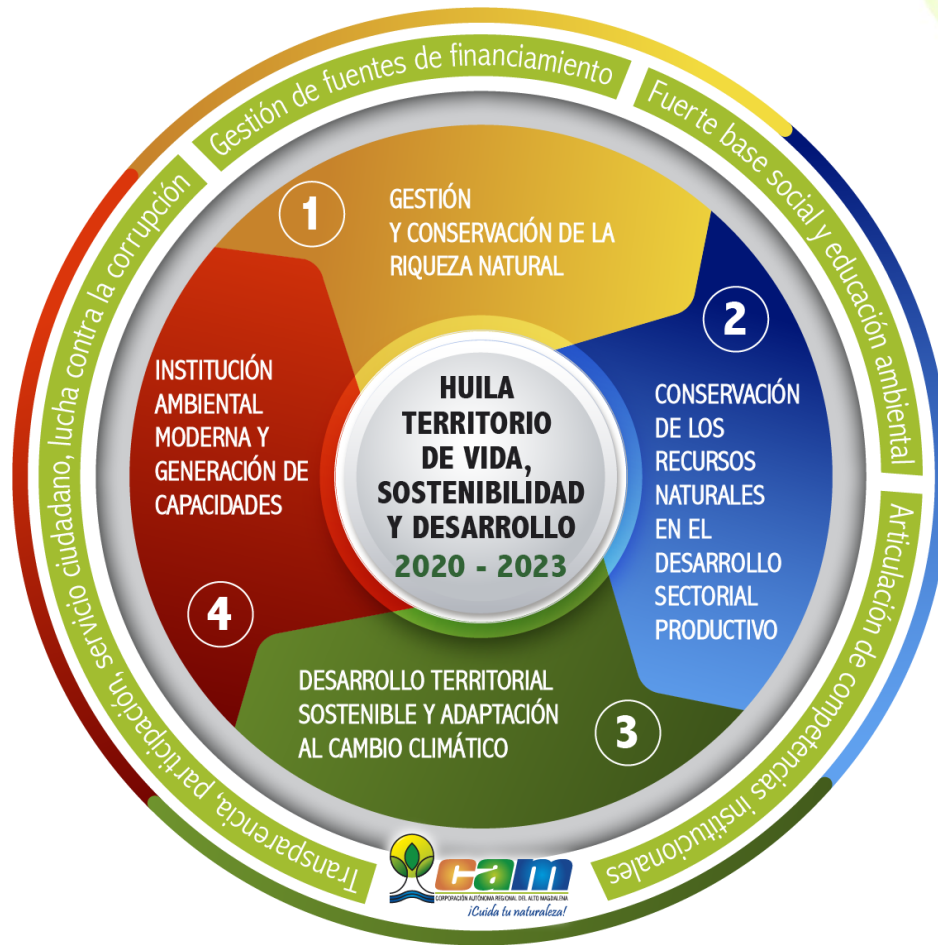 Gestión de fuentes de financiamiento
Fuerte base social y educación ambiental
Articulación de competencias institucionales
Transparencia, participación, servicio ciudadano, lucha contra la corrupción
1
GESTIÓN
Y CONSERVACIÓN DE LA
RIQUEZA NATURAL
2
CONSERVACIÓN
DE LOS
RECURSOS
NATURALES
EN EL
DESARROLLO
SECTORIAL
PRODUCTIVO
3
DESARROLLO TERRITORIAL
SOSTENIBLE Y ADAPTACIÓN
AL CAMBIO CLIMÁTICO
4
INSTITUCIÓN
AMBIENTAL
MODERNA Y
GENERACIÓN DE
CAPACIDADES
HUILA
TERRITORIO
DE VIDA,
SOSTENIBILIDAD
Y DESARROLLO
2020 - 2023
cam
CORPORACIÓN AUTÓNOMA REGIONAL DEL ALTO MAGDALENA
¡Cuida tu naturaleza!